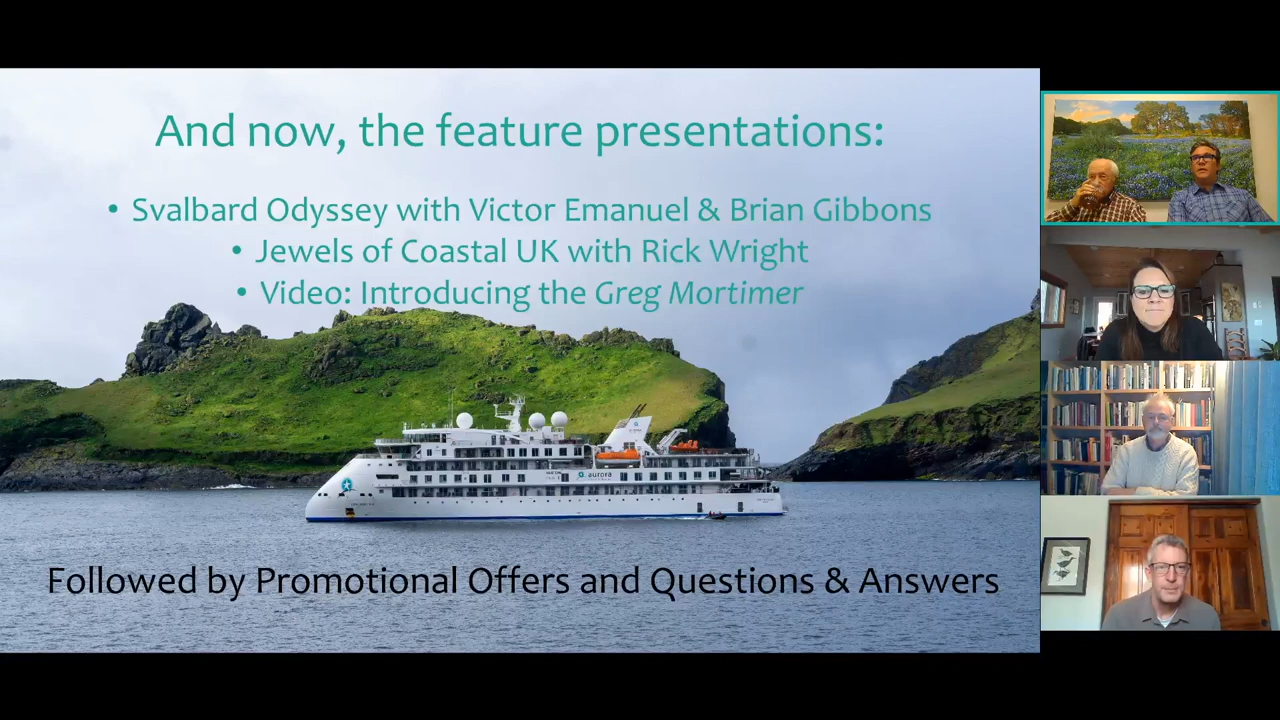 And now, the feature presentations:
• Svalbard Odyssey with Victor Emanuel & Brian Gibbons
• Jewels of Coastal UK with Rick Wright
• Video: Introducing the Greg Mortimer
aurora
Followed by Promotional Offers and Questions & Answers